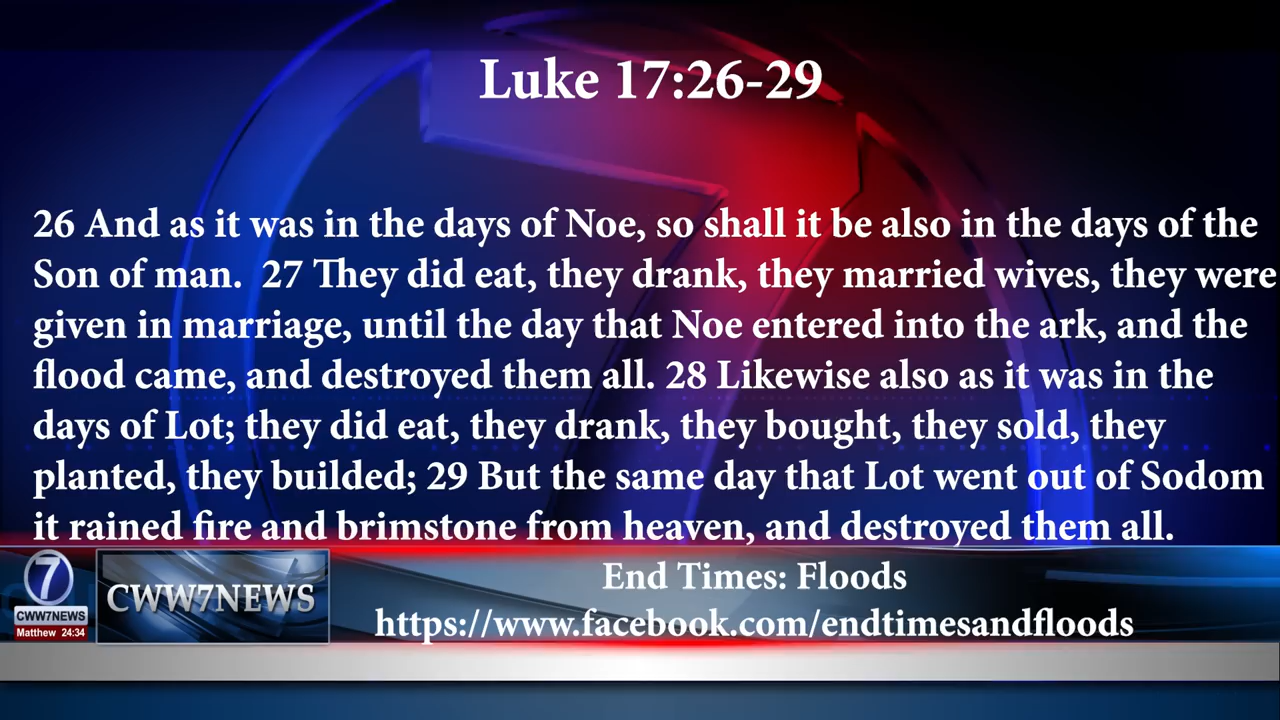 Luke 17:26-29
26 And as it was in the days of Noe, so shall it be also in the days of the
Son of man.  27 They did eat, they drank, they married wives, they were
given in marriage, until the day that Noe entered into the ark, and the
flood came, and destroyed them all. 28 Likewise also as it was in the
days of Lot; they did eat, they drank, they bought, they sold, they
planted, they builded; 29 But the same day that Lot went out of Sodom
it rained fire and brimstone from heaven, and destroyed them all.
7
CWW7NEWS
Matthew 24:34
CWW7NEWS
End Times: Floods
https://www.facebook.com/endtimesandfloods